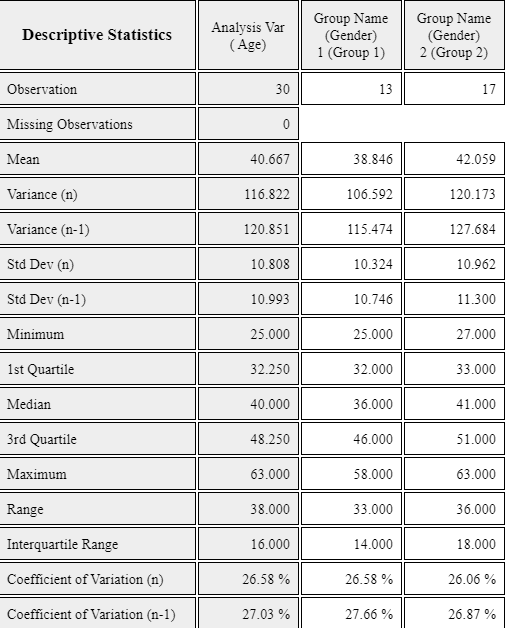 Descriptive Statistics Analysis Var ( Age) Group Name (Gender) 1 (Group 1) Group Name (Gender) 2 (Group 2)
Observation 30 13 17
Missing Observations 0
Mean 40.667 38.846 42.059
Variance (n) 116.822 106.592 120.173
Variance (n-1) 120.851 115.474 127.684
Std Dev (n) 10.808 10.324 10.962
Std Dev (n-1) 10.993 10.746 11.300
Minimum 25.000 25.000 27.000
1st Quartile 32.250 32.000 33.000
Median 40.000 36.000 41.000
3rd Quartile 48.250 46.000 51.000
Maximum 63.000 58.000 63.000
Range 38.000 33.000 36.000
Interquartile Range 16.000 14.000 18.000
Coefficient of Variation (n) 26.58 % 26.58 % 26.06 %
Coefficient of Variation (n-1) 27.03 % 27.66 % 26.87 %